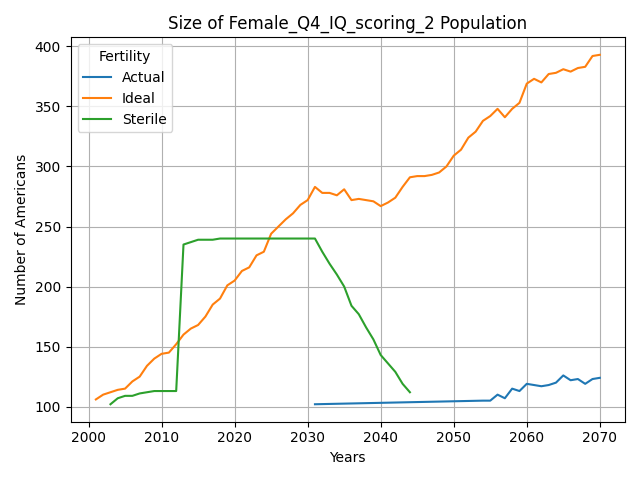 Size of Female_Q4_IQ_scoring_2 Population
Fertility
Actual
Ideal
Sterile
Number of Americans
400
350
300
250
200
150
100
2000 2010 2020 2030 2040 2050 2060 2070
Years